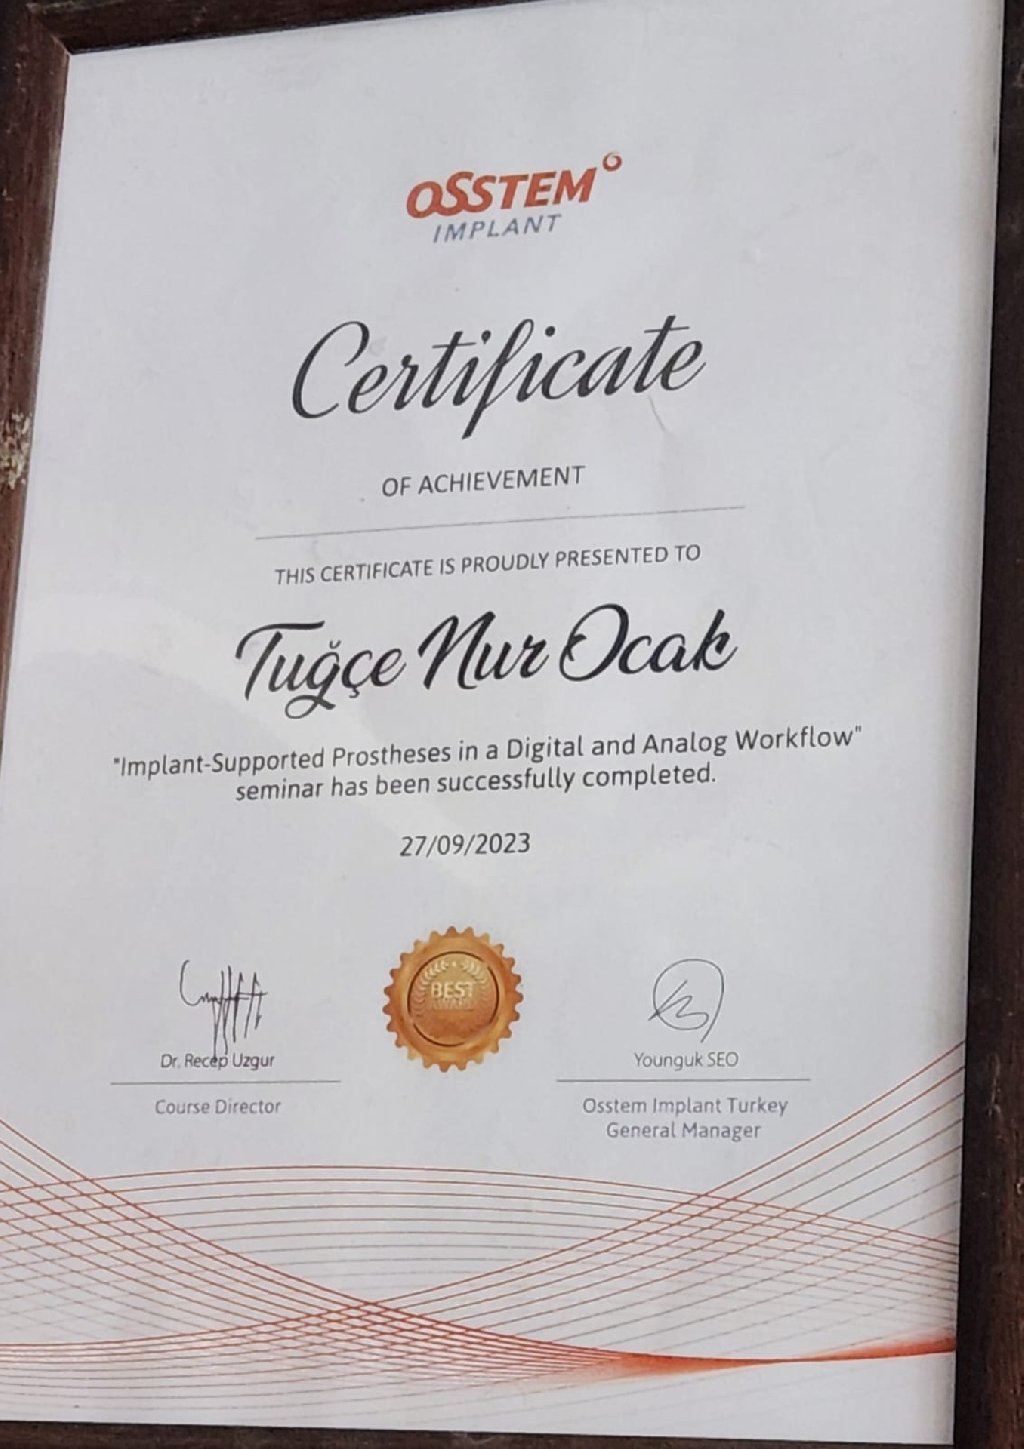 OSSTEM
IMPLANT
Certificate
OF ACHIEVEMENT
THIS CERTIFICATE IS PROUDLY PRESENTED TO
Tuğçe Nur Ocak
"Implant-Supported Prostheses in a Digital and Analog Workflow"
seminar has been successfully completed.
27/09/2023
BEST
AWARD
Dr. Recep Uzgur
Course Director
Younguk SEO
Osstem Implant Turkey
General Manager